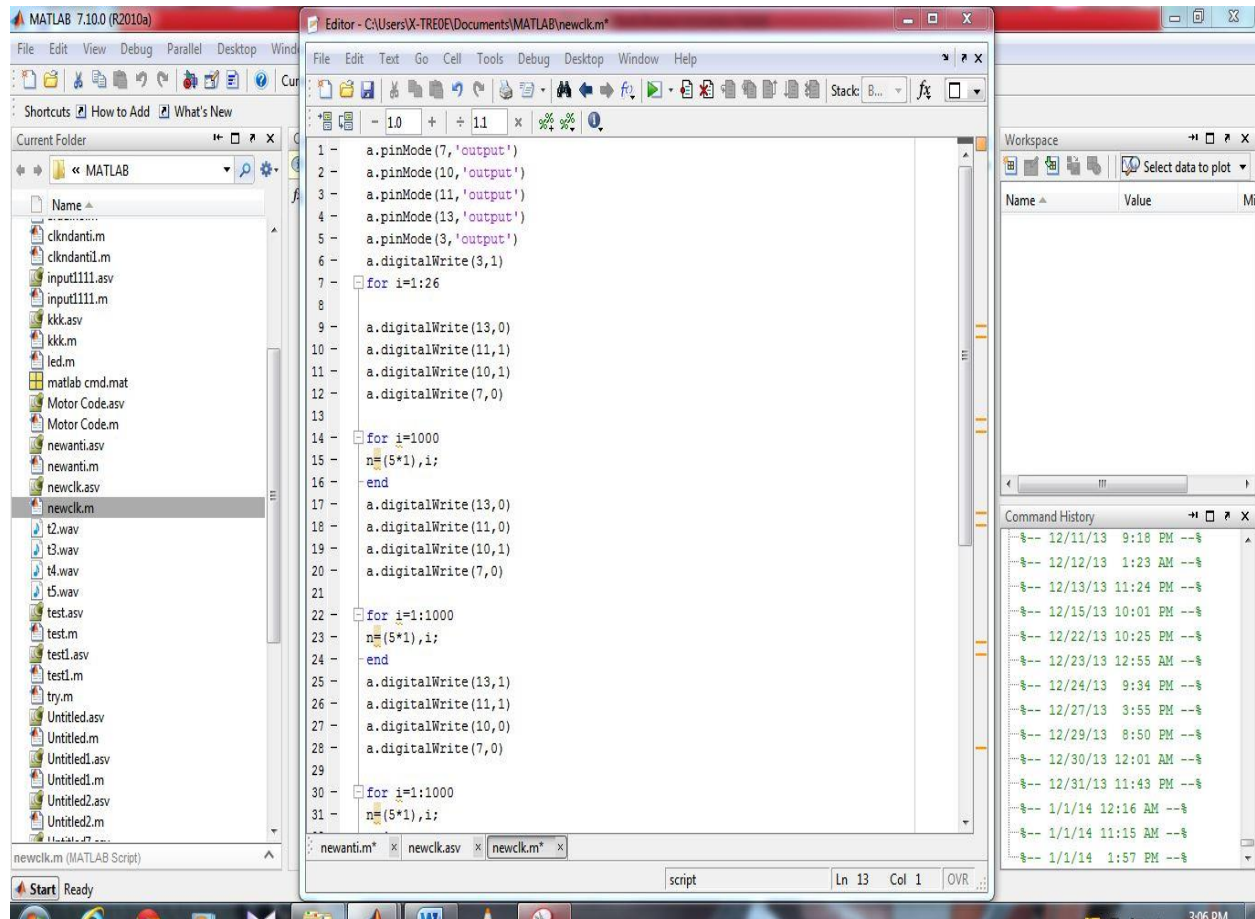 MATLAB 7.10.0 (R2010a)
File Edit View Debug Parallel Desktop Wind
Cur
Shortcuts How to Add What's New
Current Folder
« MATLAB
Name
clkndanti.m
clkndanti1.m
input1111.asv
input1111.m
kkk.asv
kkk.m
led.m
matlab cmd.mat
Motor Code.asv
Motor Code.m
newanti.asv
newanti.m
newclk.asv
newclk.m
t2.wav
t3.wav
t4.wav
t5.wav
test.asv
test.m
test1.asv
test1.m
try.m
Untitled.asv
Untitled.m
Untitled1.asv
Untitled1.m
Untitled2.asv
Untitled2.m
newclk.m (MATLAB Script)
Start Ready
Editor - C:\Users\X-TRE0E\Documents\MATLAB\newclk.m*
File Edit Text Go Cell Tools Debug Desktop Window Help
Stack: B... fx
- 1.0 + ÷ 1.1 ×
1 - a.pinMode(7,'output')
2 - a.pinMode(10,'output')
3 - a.pinMode(11,'output')
4 - a.pinMode(13,'output')
5 - a.pinMode(3,'output')
6 - a.digitalWrite(3,1)
7 - for i=1:26
8
9 - a.digitalWrite(13,0)
10 - a.digitalWrite(11,1)
11 - a.digitalWrite(10,1)
12 - a.digitalWrite(7,0)
13
14 - for i=1000
15 - n=(5*1),i;
16 - end
17 - a.digitalWrite(13,0)
18 - a.digitalWrite(11,0)
19 - a.digitalWrite(10,1)
20 - a.digitalWrite(7,0)
21
22 - for i=1:1000
23 - n=(5*1),i;
24 - end
25 - a.digitalWrite(13,1)
26 - a.digitalWrite(11,1)
27 - a.digitalWrite(10,0)
28 - a.digitalWrite(7,0)
29
30 - for i=1:1000
31 - n=(5*1),i;
newanti.m* × newclk.asv × newclk.m* ×
script Ln 13 Col 1 OVR
Workspace
Select data to plot
Name Value Mi
Command History
%-- 12/11/13 9:18 PM --%
%-- 12/12/13 1:23 AM --%
%-- 12/13/13 11:24 PM --%
%-- 12/15/13 10:01 PM --%
%-- 12/22/13 10:25 PM --%
%-- 12/23/13 12:55 AM --%
%-- 12/24/13 9:34 PM --%
%-- 12/27/13 3:55 PM --%
%-- 12/29/13 8:50 PM --%
%-- 12/30/13 12:01 AM --%
%-- 12/31/13 11:43 PM --%
%-- 1/1/14 12:16 AM --%
%-- 1/1/14 11:15 AM --%
%-- 1/1/14 1:57 PM --%
3:06 PM